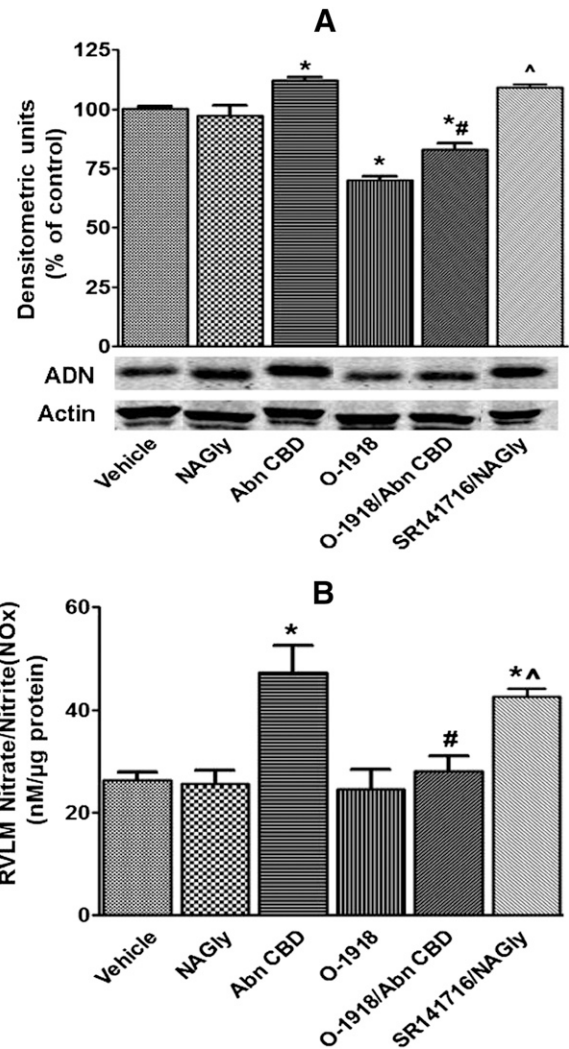 A
Densitometric units
(% of control)
125
100
75
50
25
0
*
*
*#
^
ADN
Actin
Vehicle
NAGly
Abn CBD
O-1918
O-1918/Abn CBD
SR141716/NAGly
B
RVLM Nitrate/Nitrite(NOx)
(nM/µg protein)
60
40
20
0
*
#
*^
Vehicle
NAGly
Abn CBD
O-1918
O-1918/Abn CBD
SR141716/NAGly